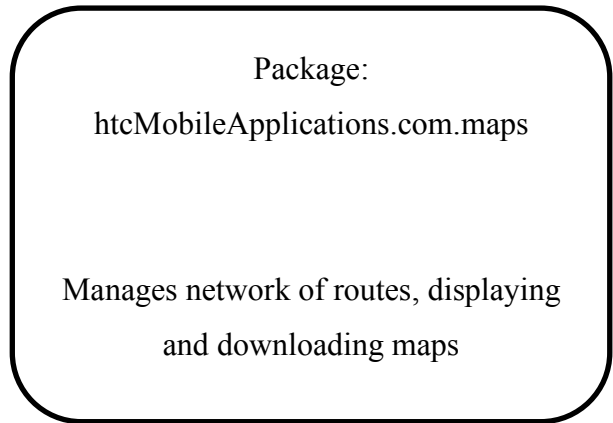 Package:
htcMobileApplications.com.maps
Manages network of routes, displaying
and downloading maps